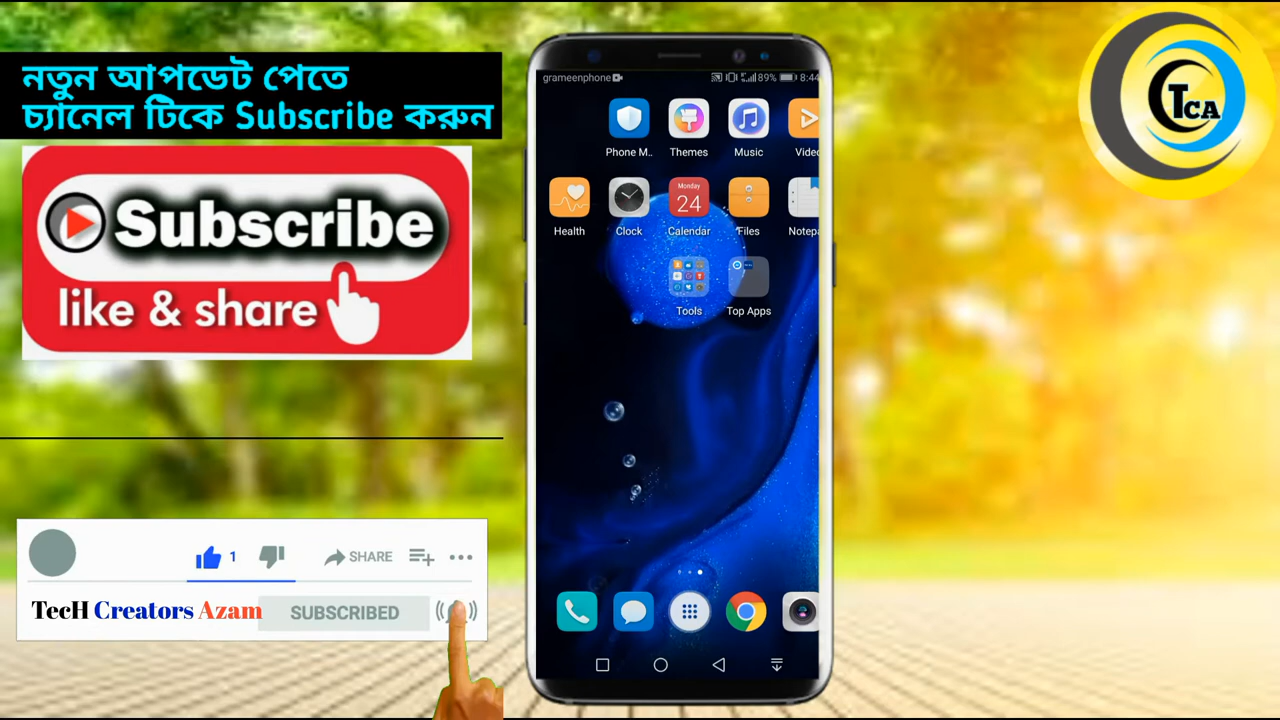 নতুন আপডেট পেতে
চ্যানেল টিকে Subscribe করুন
Subscribe
like & share
1
SHARE
TecH Creators Azam
SUBSCRIBED
grameenphone
89%
8:44
Phone M..
Themes
Music
Video
Monday
24
Health
Clock
Calendar
Files
Notepa
Tools
Top Apps
TCA